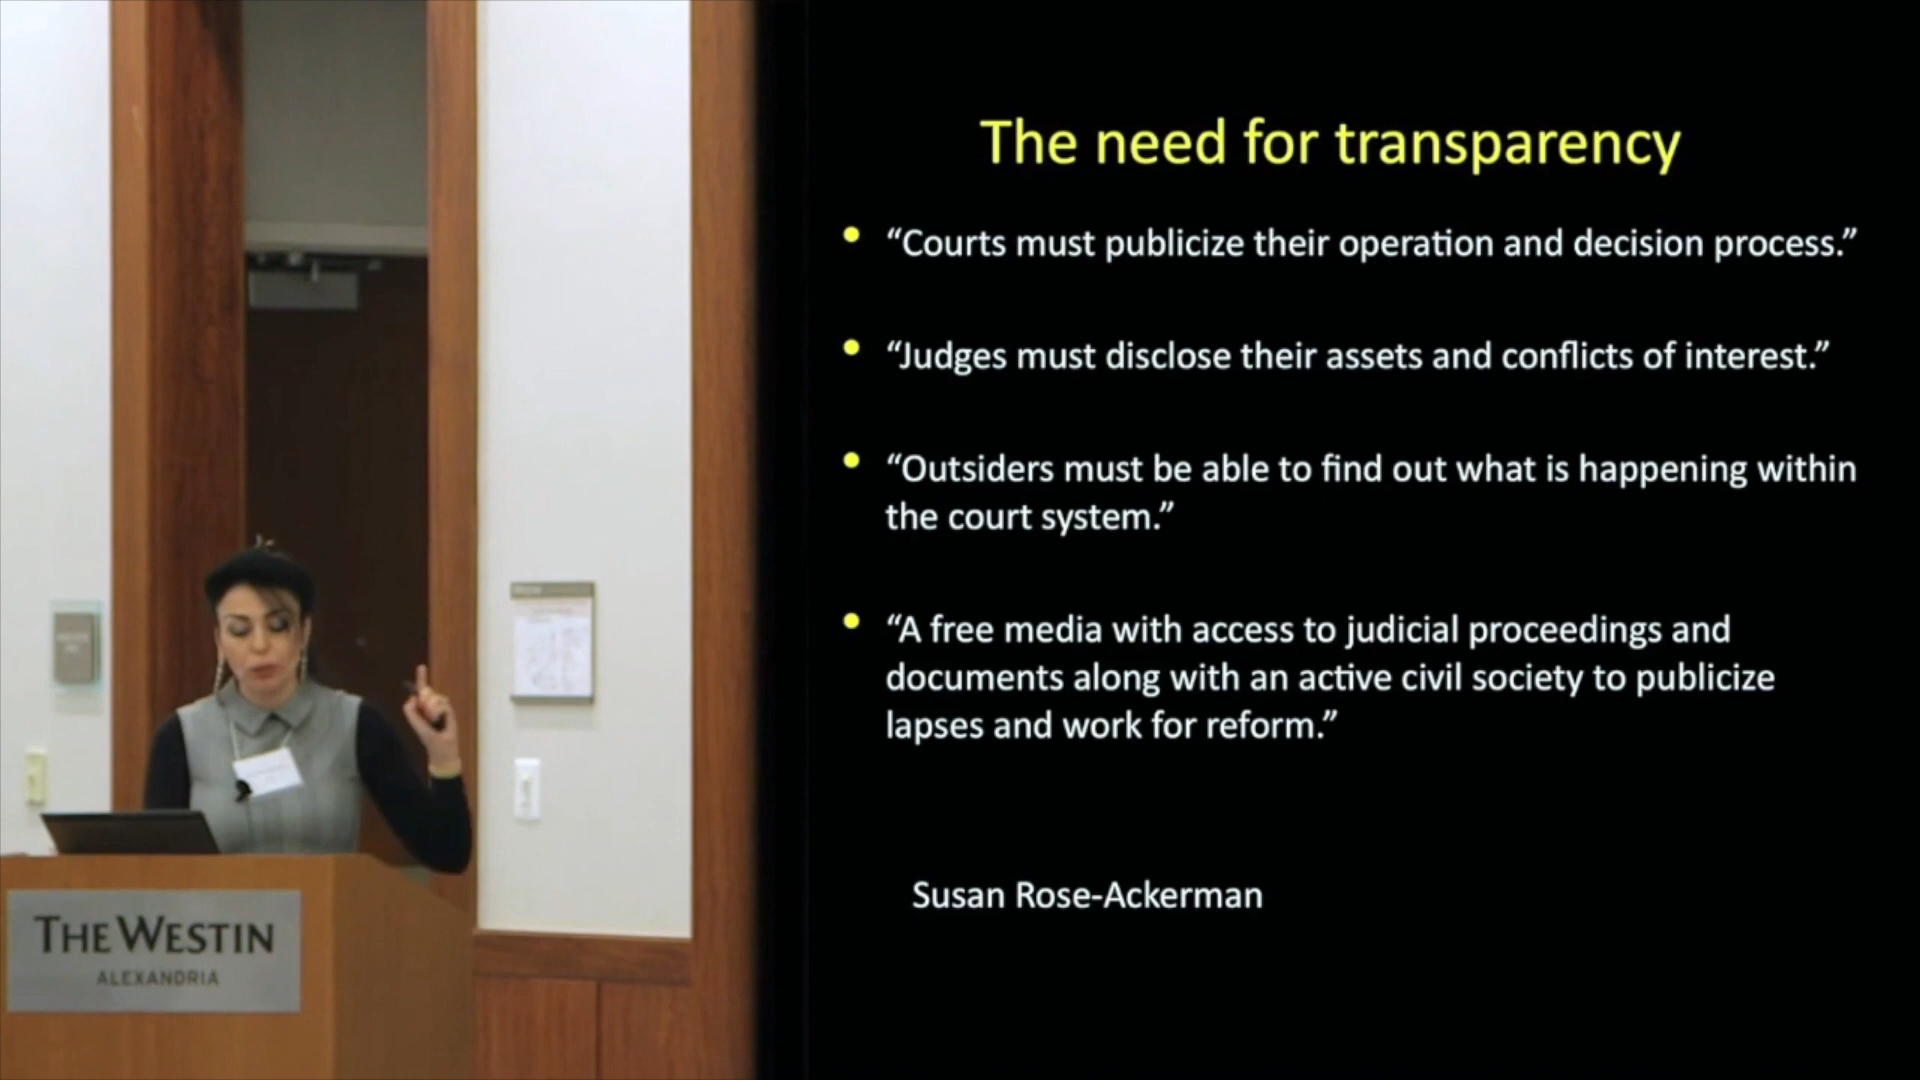 The need for transparency
• “Courts must publicize their operation and decision process.”
• “Judges must disclose their assets and conflicts of interest.”
• “Outsiders must be able to find out what is happening within
the court system.”
• “A free media with access to judicial proceedings and
documents along with an active civil society to publicize
lapses and work for reform.”
Susan Rose-Ackerman
THE WESTIN
ALEXANDRIA